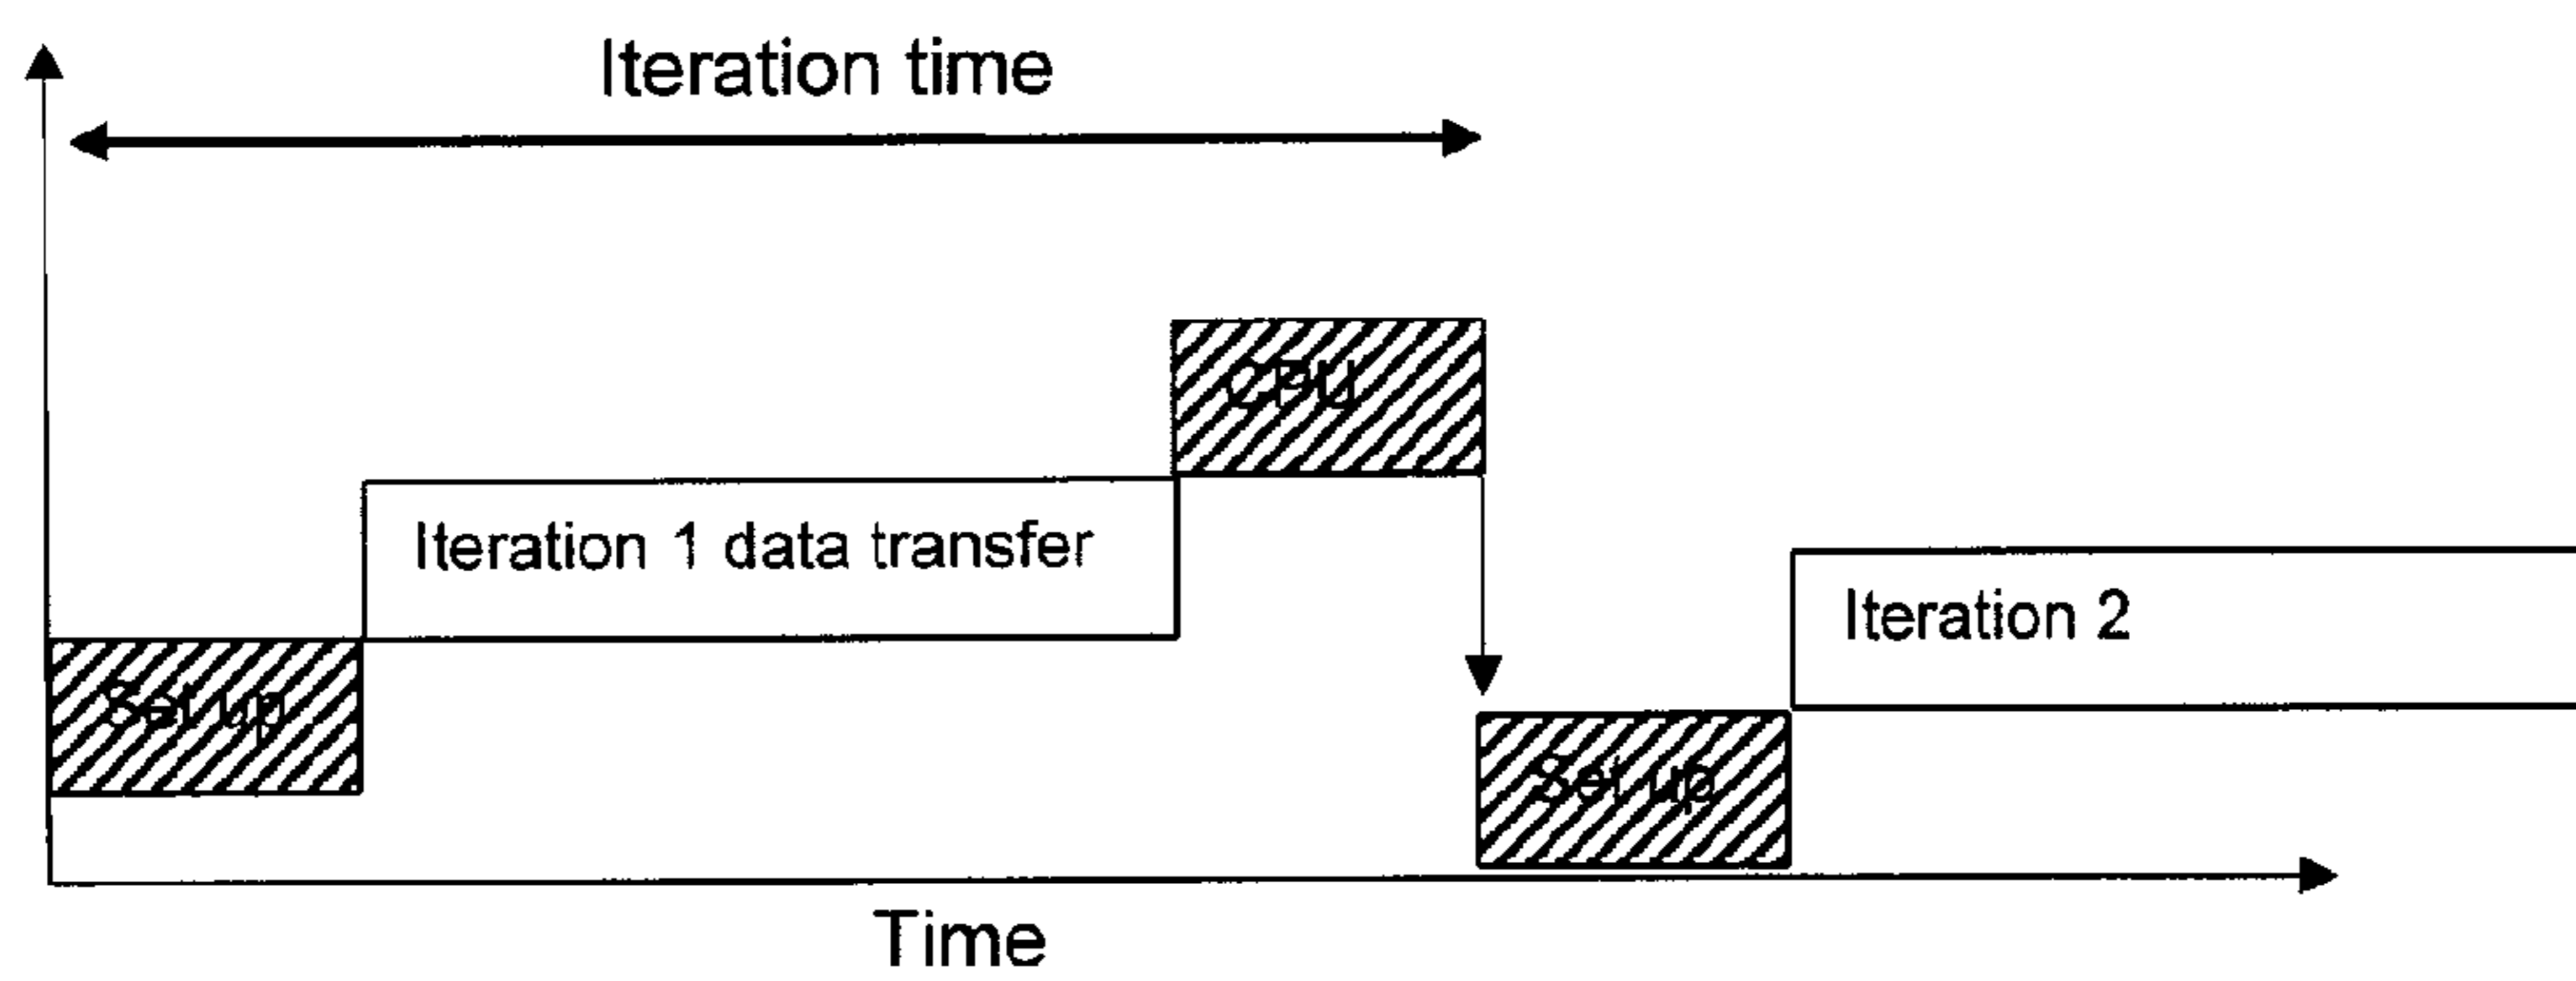 Iteration time
CPU
Iteration 1 data transfer
Iteration 2
Set up
Set up
Time